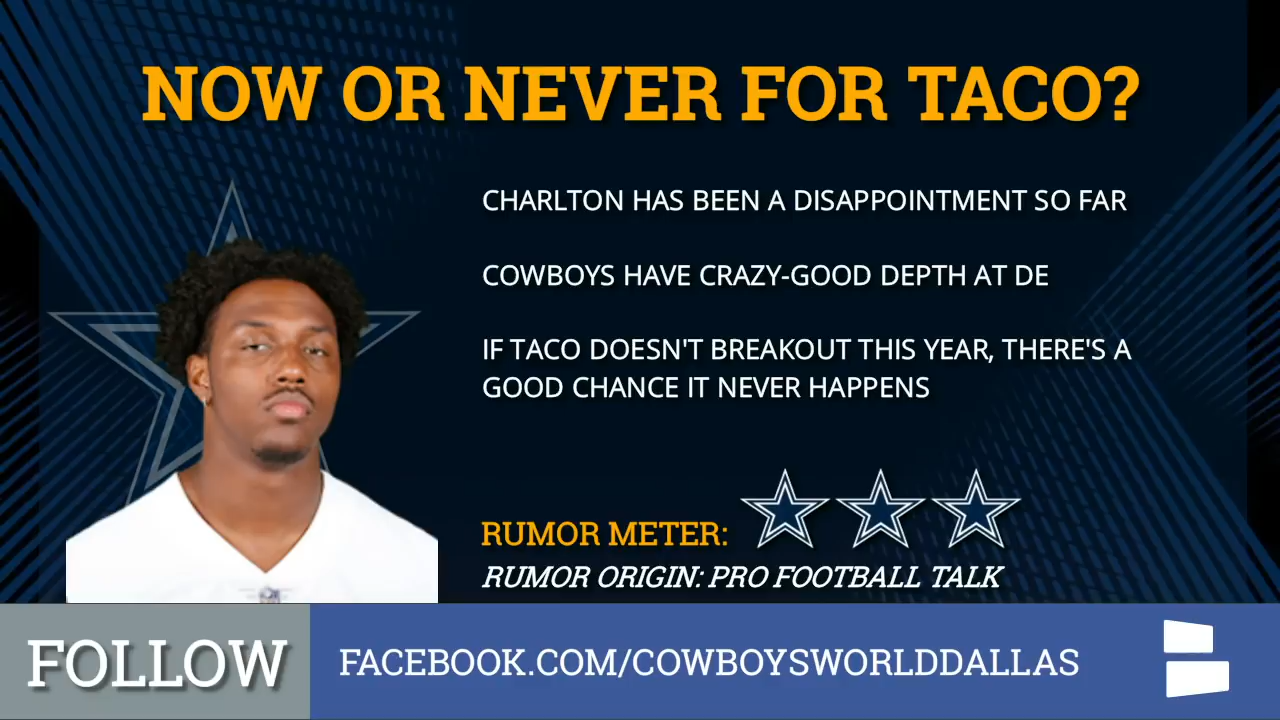 NOW OR NEVER FOR TACO?
CHARLTON HAS BEEN A DISAPPOINTMENT SO FAR
COWBOYS HAVE CRAZY-GOOD DEPTH AT DE
IF TACO DOESN'T BREAKOUT THIS YEAR, THERE'S A
GOOD CHANCE IT NEVER HAPPENS
RUMOR METER:
RUMOR ORIGIN: PRO FOOTBALL TALK
FOLLOW
FACEBOOK.COM/COWBOYSWORLDDALLAS